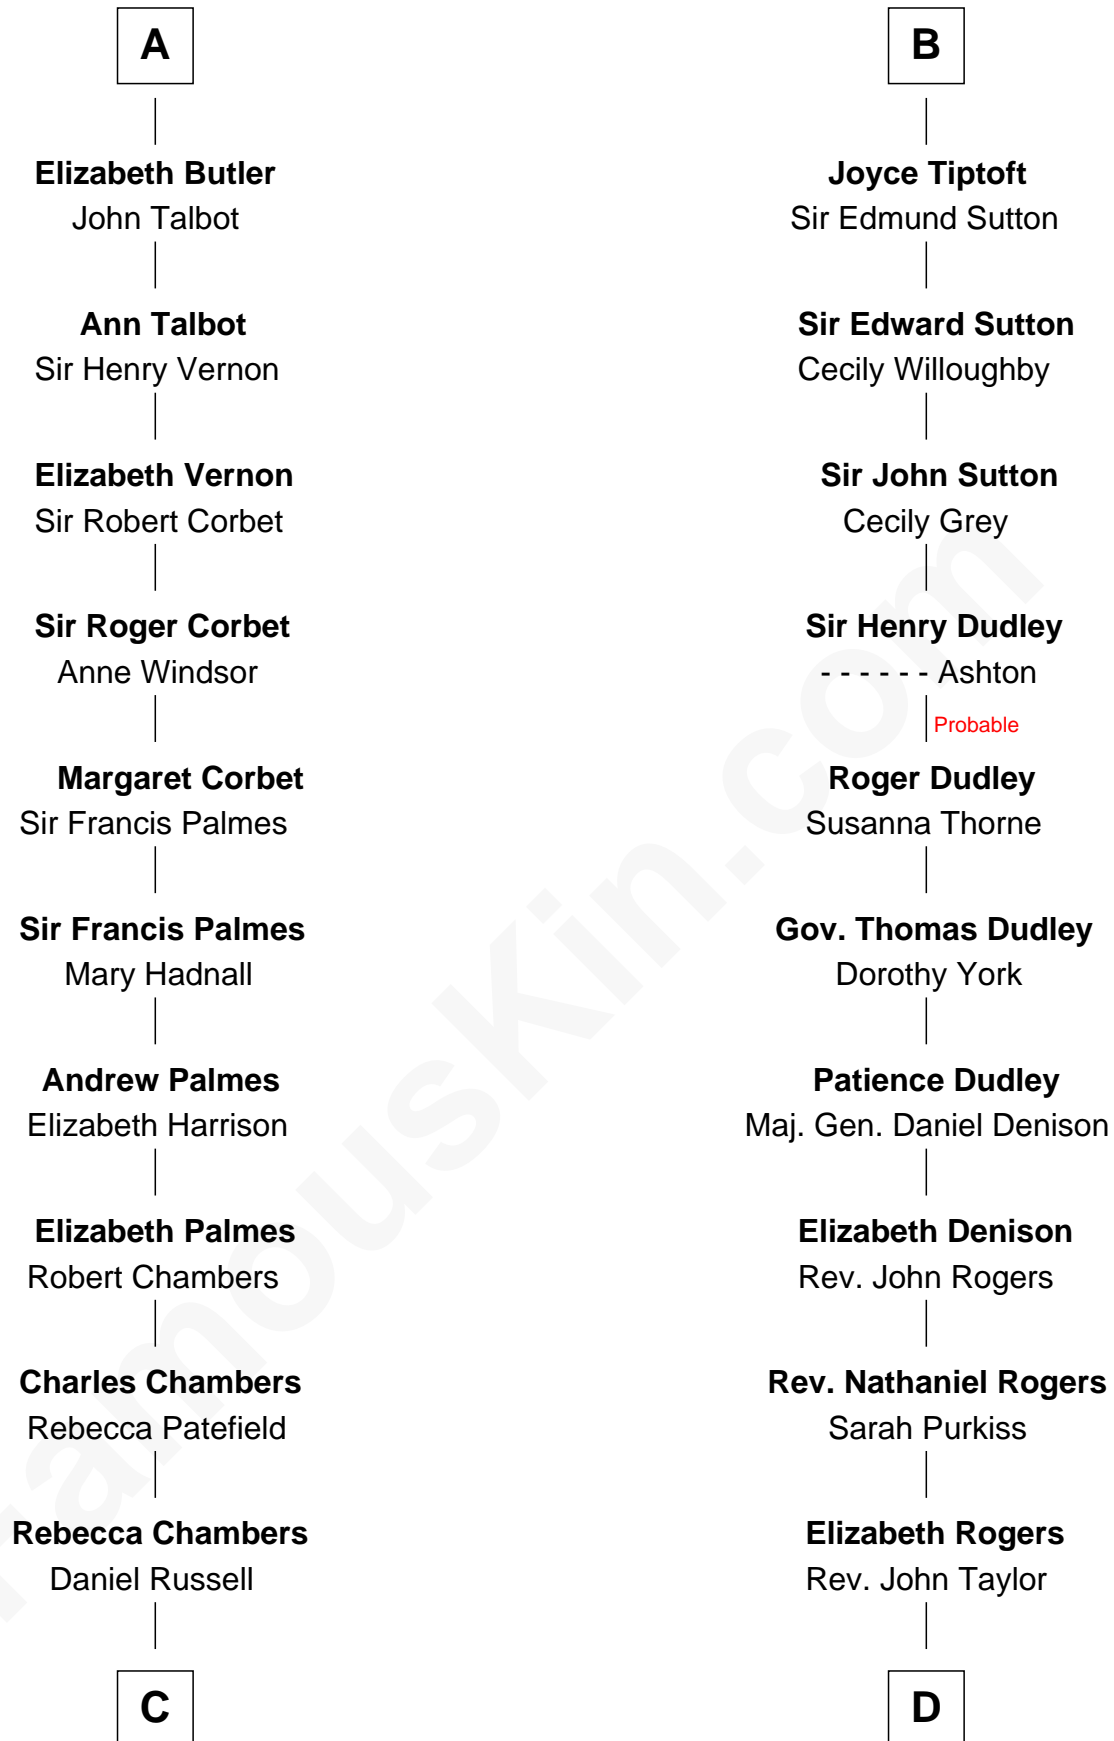 A
Elizabeth Butler
John Talbot
Ann Talbot
Sir Henry Vernon
Elizabeth Vernon
Sir Robert Corbet
Sir Roger Corbet
Anne Windsor
Margaret Corbet
Sir Francis Palmes
Sir Francis Palmes
Mary Hadnall
Andrew Palmes
Elizabeth Harrison
Elizabeth Palmes
Robert Chambers
Charles Chambers
Rebecca Patefield
Rebecca Chambers
Daniel Russell
C
B
Joyce Tiptoft
Sir Edmund Sutton
Sir Edward Sutton
Cecily Willoughby
Sir John Sutton
Cecily Grey
Sir Henry Dudley
- - - - - - Ashton
Probable
Roger Dudley
Susanna Thorne
Gov. Thomas Dudley
Dorothy York
Patience Dudley
Maj. Gen. Daniel Denison
Elizabeth Denison
Rev. John Rogers
Rev. Nathaniel Rogers
Sarah Purkiss
Elizabeth Rogers
Rev. John Taylor
D
FamousKin.com